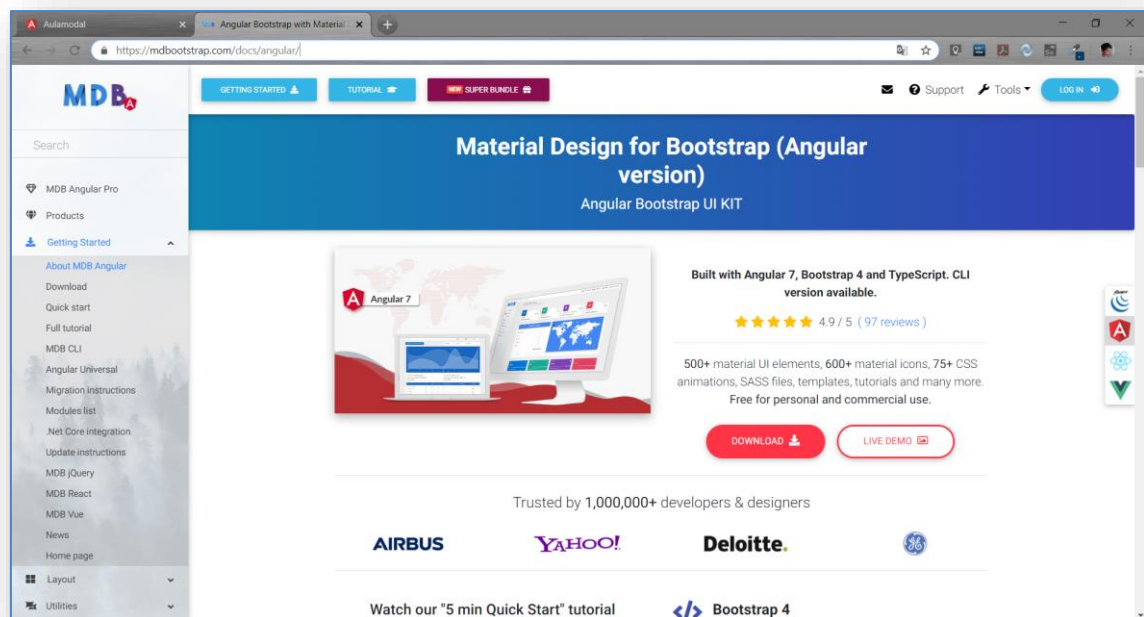 Aulamodal
Angular Bootstrap with Material
https://mdbootstrap.com/docs/angular/
MDB
GETTING STARTED
TUTORIAL
NEW SUPER BUNDLE
Support
Tools
LOG IN
Search
MDB Angular Pro
Products
Getting Started
About MDB Angular
Download
Quick start
Full tutorial
MDB CLI
Angular Universal
Migration instructions
Modules list
.Net Core integration
Update instructions
MDB jQuery
MDB React
MDB Vue
News
Home page
Layout
Utilities
Material Design for Bootstrap (Angular
version)
Angular Bootstrap UI KIT
Angular 7
Built with Angular 7, Bootstrap 4 and TypeScript. CLI
version available.
4.9 / 5 ( 97 reviews )
500+ material UI elements, 600+ material icons, 75+ CSS
animations, SASS files, templates, tutorials and many more.
Free for personal and commercial use.
DOWNLOAD
LIVE DEMO
Trusted by 1,000,000+ developers & designers
AIRBUS
YAHOO!
Deloitte.
Watch our "5 min Quick Start" tutorial
Bootstrap 4